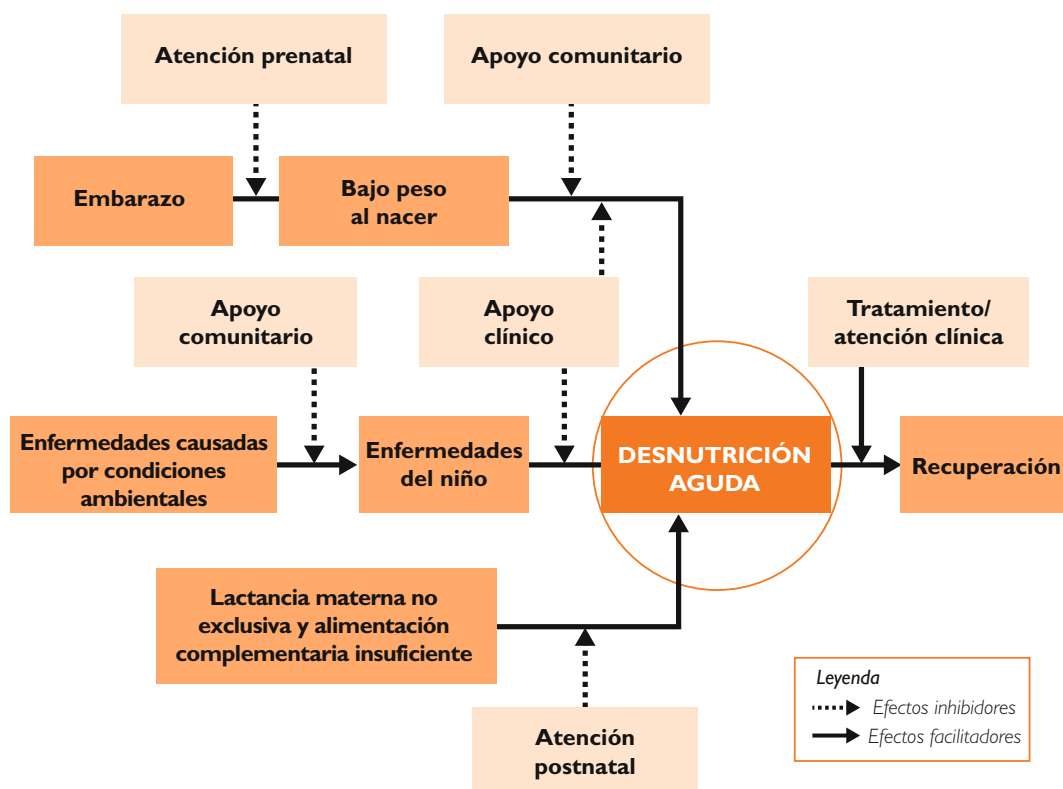 Atención prenatal
Apoyo comunitario
Embarazo
Bajo peso
al nacer
Apoyo
comunitario
Apoyo
clínico
Tratamiento/
atención clínica
Enfermedades causadas
por condiciones
ambientales
Enfermedades
del niño
DESNUTRICIÓN
AGUDA
Recuperación
Lactancia materna no
exclusiva y alimentación
complementaria insuficiente
Atención
postnatal
Leyenda
Efectos inhibidores
Efectos facilitadores